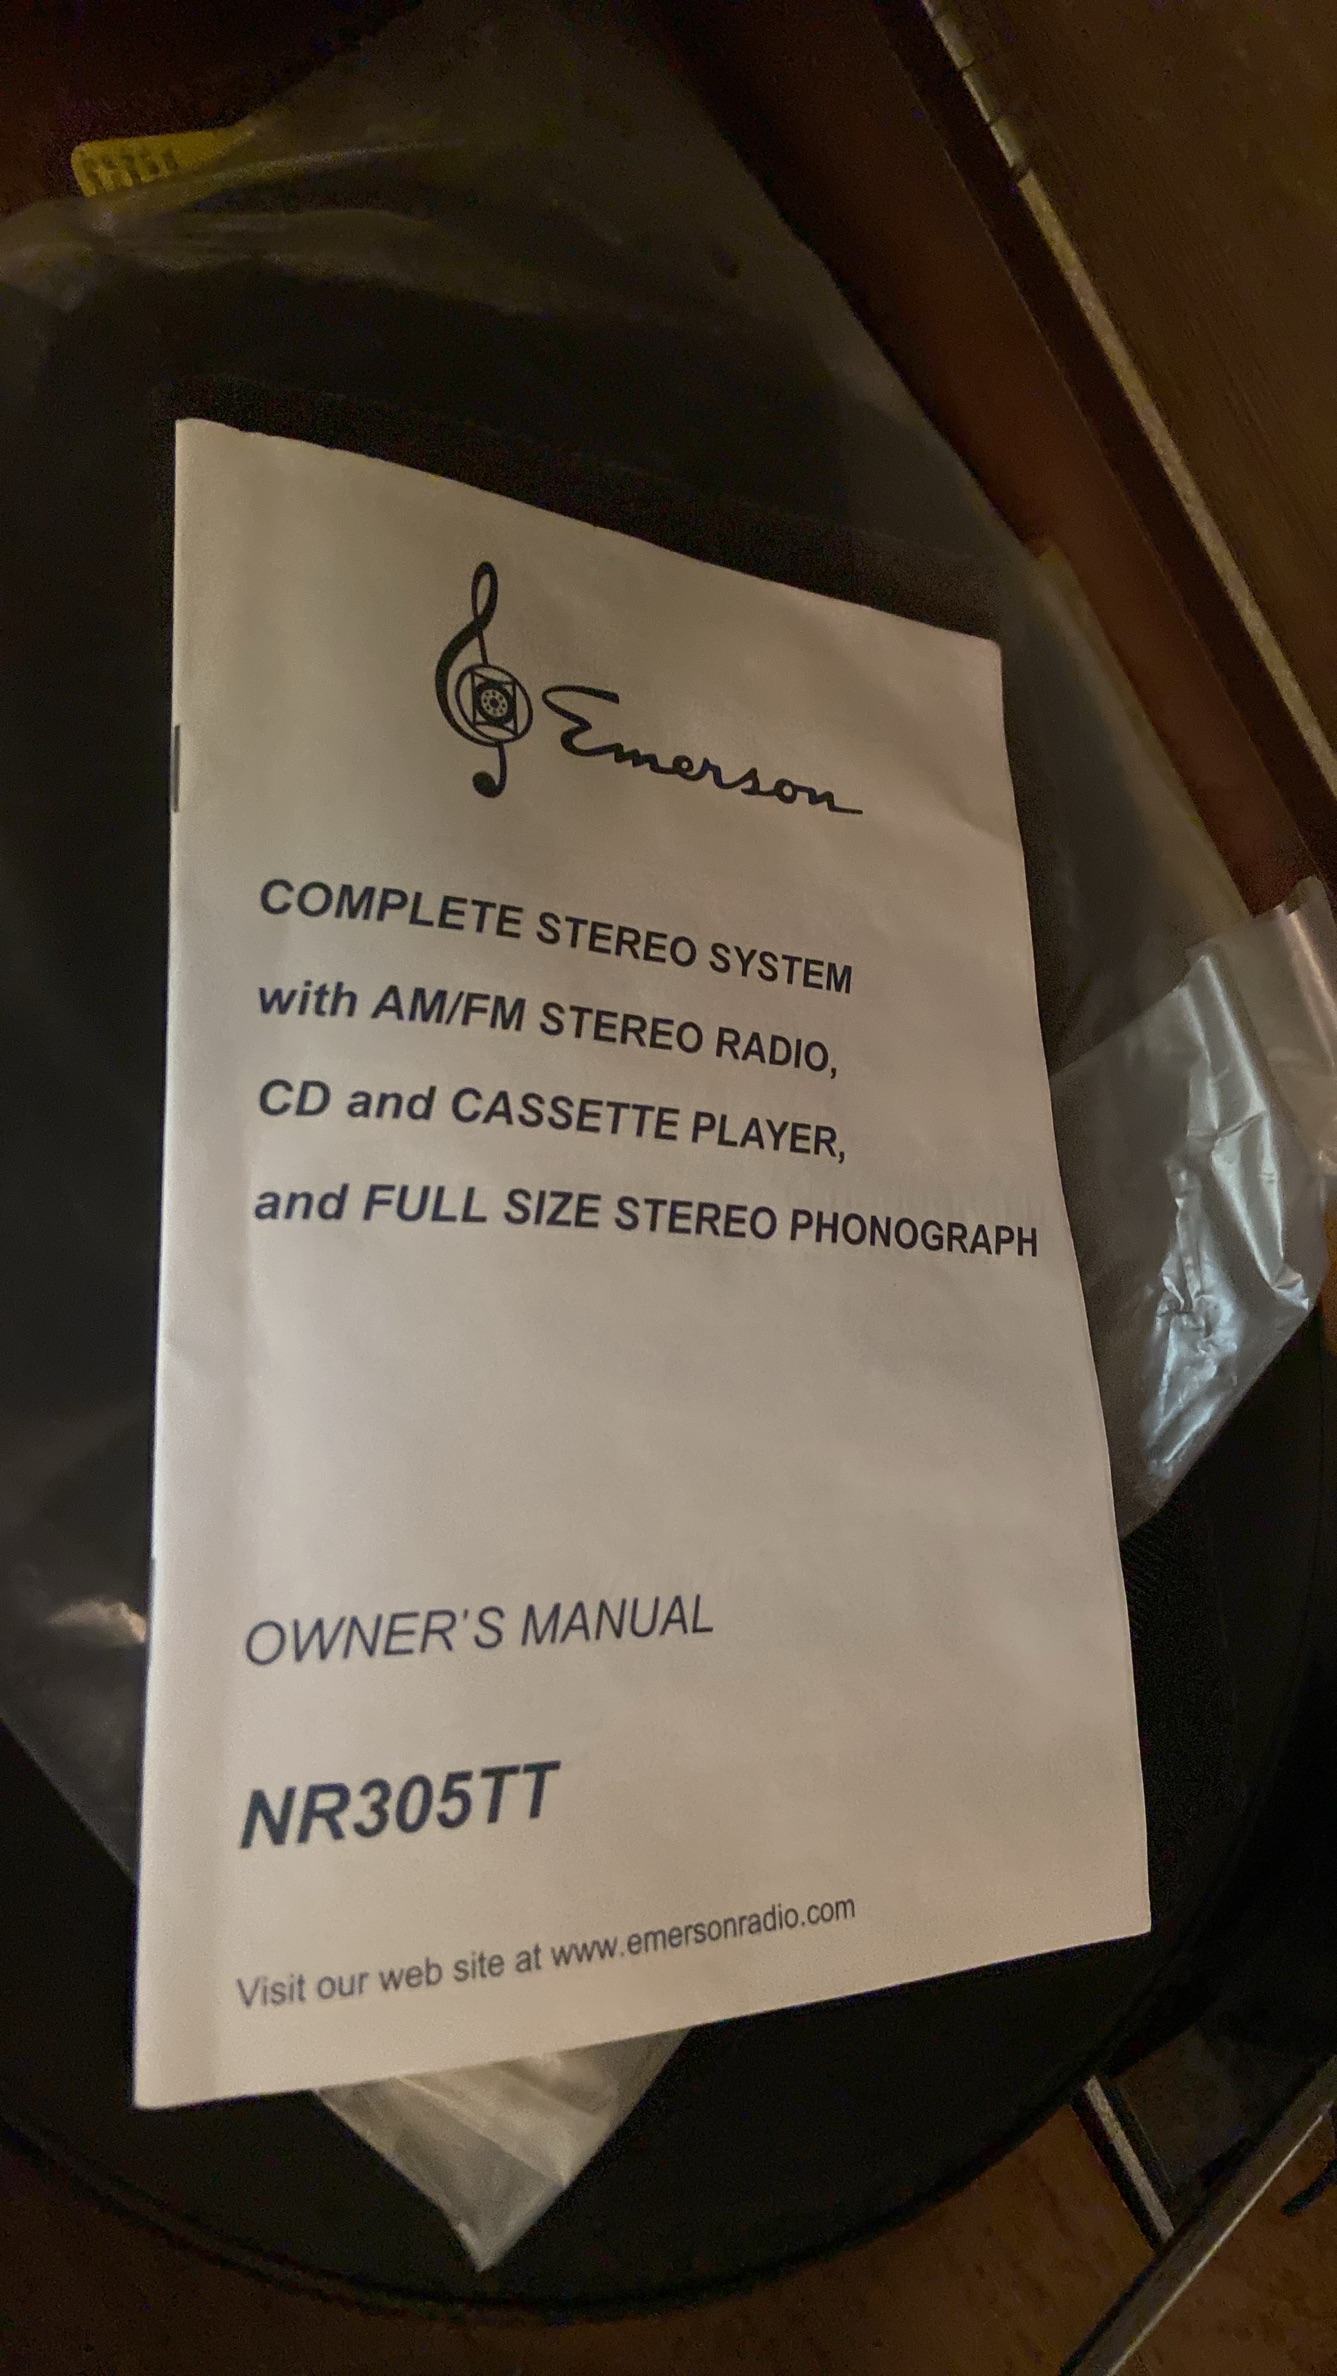 Emerson
COMPLETE STEREO SYSTEM
with AM/FM STEREO RADIO,
CD and CASSETTE PLAYER,
and FULL SIZE STEREO PHONOGRAPH
OWNER'S MANUAL
NR305TT
Visit our web site at www.emersonradio.com